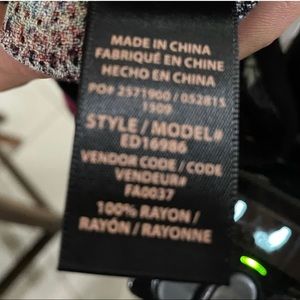 MADE IN CHINA
FABRIQUÉ EN CHINE
HECHO EN CHINA
PO# 2571900 / 052815
1509
STYLE / MODEL#
ED16986
VENDOR CODE / CODE
VENDEUR#
FA0037
100% RAYON /
RAYÓN / RAYONNE